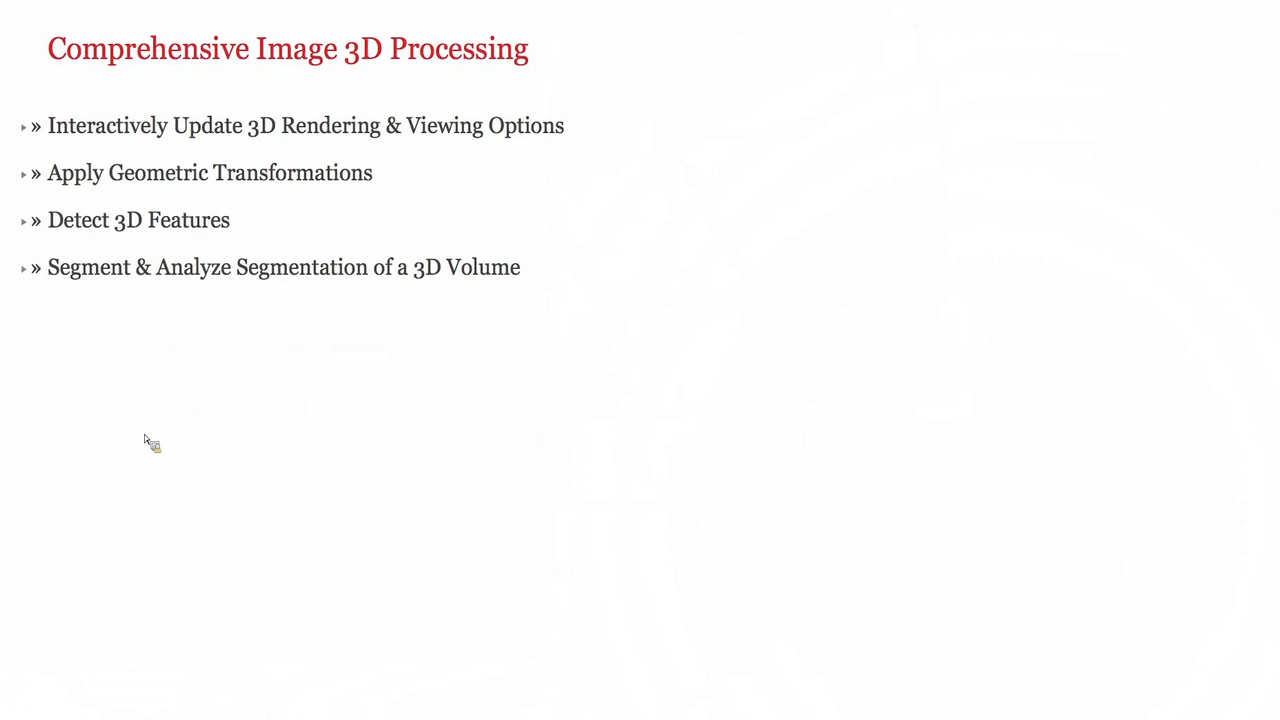 Comprehensive Image 3D Processing
» Interactively Update 3D Rendering & Viewing Options
» Apply Geometric Transformations
» Detect 3D Features
» Segment & Analyze Segmentation of a 3D Volume